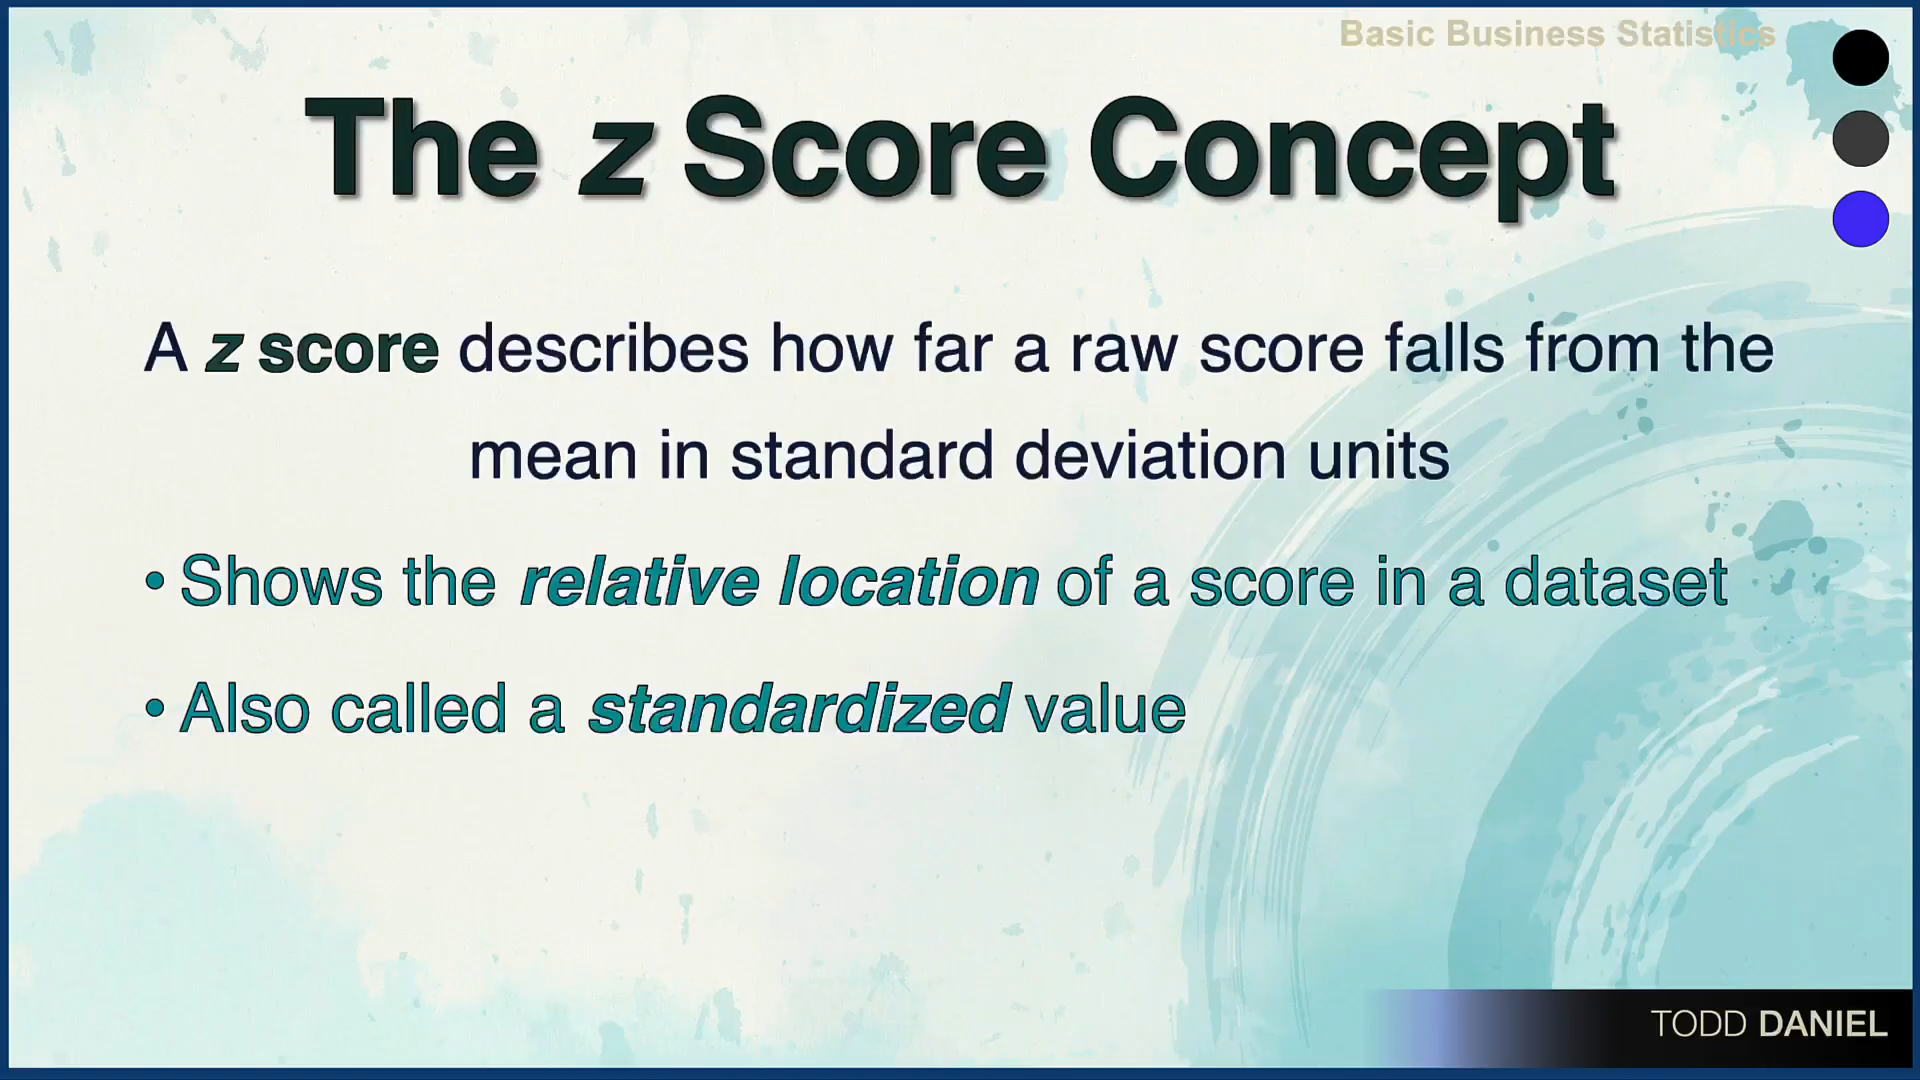 Basic Business Statistics
The z Score Concept
A z score describes how far a raw score falls from the
mean in standard deviation units
• Shows the relative location of a score in a dataset
• Also called a standardized value
TODD DANIEL